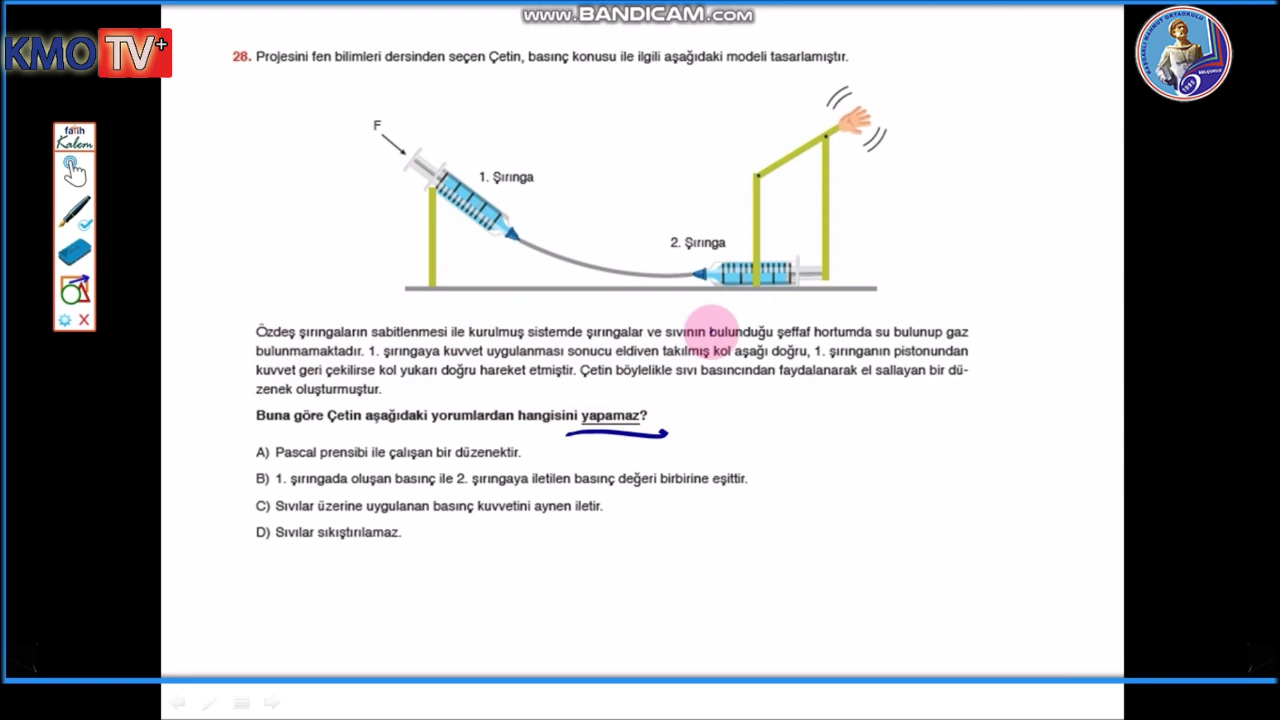 www.BANDICAM.com
KMO TV+
28. Projesini fen bilimleri dersinden seçen Çetin, basınç konusu ile ilgili aşağıdaki modeli tasarlamıştır.
F
1. Şırınga
2. Şırınga
fatih
Kalem
Özdeş şırıngaların sabitlenmesi ile kurulmuş sistemde şırıngalar ve sıvının bulunduğu şeffaf hortumda su bulunup gaz
bulunmamaktadır. 1. şırıngaya kuvvet uygulanması sonucu eldiven takılmış kol aşağı doğru, 1. şırınganın pistonundan
kuvvet geri çekilirse kol yukarı doğru hareket etmiştir. Çetin böylelikle sıvı basıncından faydalanarak el sallayan bir dü-
zenek oluşturmuştur.
Buna göre Çetin aşağıdaki yorumlardan hangisini yapamaz?
A) Pascal prensibi ile çalışan bir düzenektir.
B) 1. şırıngada oluşan basınç ile 2. şırıngaya iletilen basınç değeri birbirine eşittir.
C) Sıvılar üzerine uygulanan basınç kuvvetini aynen iletir.
D) Sıvılar sıkıştırılamaz.